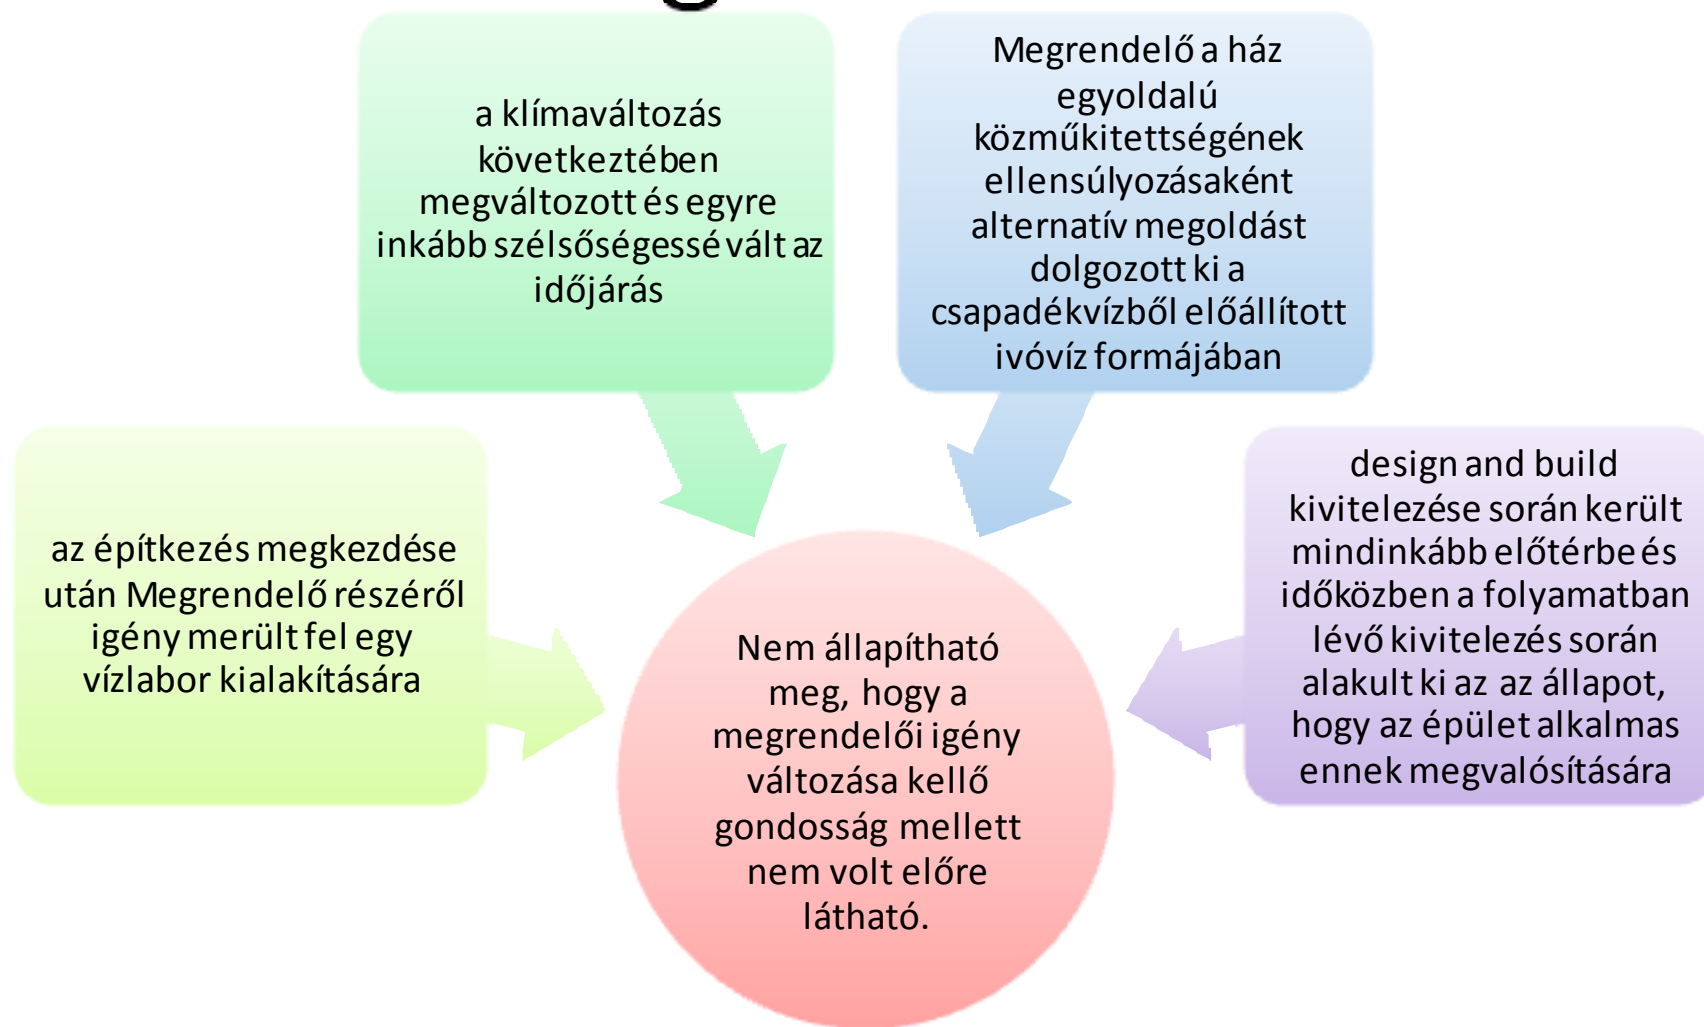 az építkezés megkezdése
után Megrendelő részéről
igény merült fel egy
vízlabor kialakítására
a klímaváltozás
következtében
megváltozott és egyre
inkább szélsőségessé vált az
időjárás
Megrendelő a ház
egyoldalú
közműkitettségének
ellensúlyozásaként
alternatív megoldást
dolgozott ki a
csapadékvízből előállított
ivóvíz formájában
design and build
kivitelezése során került
mindinkább előtérbe és
időközben a folyamatban
lévő kivitelezés során
alakult ki az az állapot,
hogy az épület alkalmas
ennek megvalósítására
Nem állapítható
meg, hogy a
megrendelői igény
változása kellő
gondosság mellett
nem volt előre
látható.